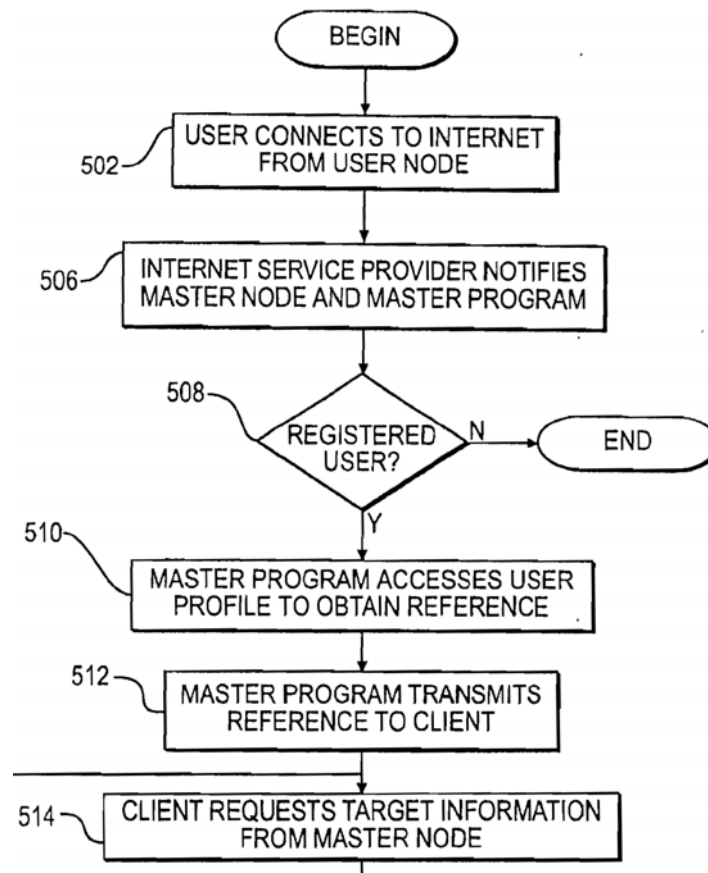 BEGIN
502
USER CONNECTS TO INTERNET
FROM USER NODE
506
INTERNET SERVICE PROVIDER NOTIFIES
MASTER NODE AND MASTER PROGRAM
508
REGISTERED
USER?
N
END
Y
510
MASTER PROGRAM ACCESSES USER
PROFILE TO OBTAIN REFERENCE
512
MASTER PROGRAM TRANSMITS
REFERENCE TO CLIENT
514
CLIENT REQUESTS TARGET INFORMATION
FROM MASTER NODE